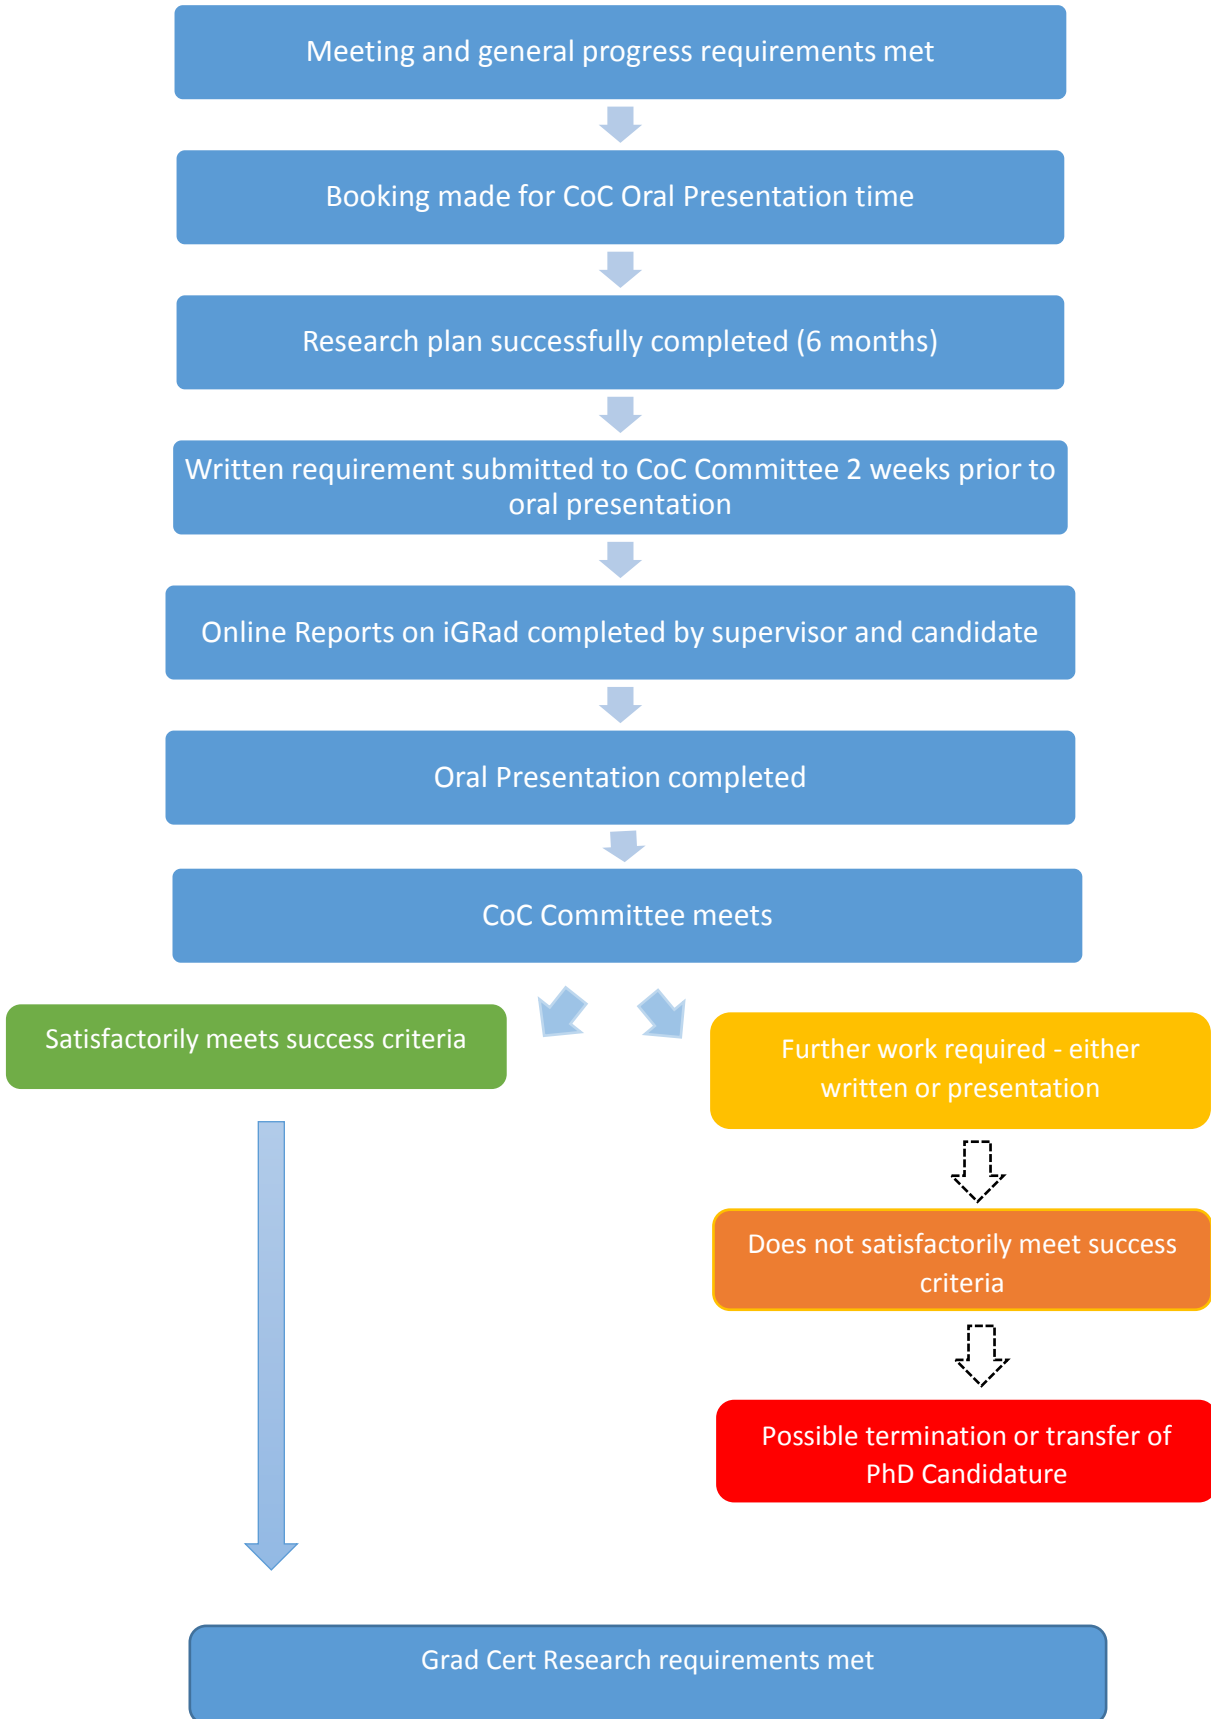 Meeting and general progress requirements met
Booking made for CoC Oral Presentation time
Research plan successfully completed (6 months)
Written requirement submitted to CoC Committee 2 weeks prior to
oral presentation
Online Reports on iGRad completed by supervisor and candidate
Oral Presentation completed
CoC Committee meets
Satisfactorily meets success criteria
Further work required - either
written or presentation
Does not satisfactorily meet success
criteria
Possible termination or transfer of
PhD Candidature
Grad Cert Research requirements met